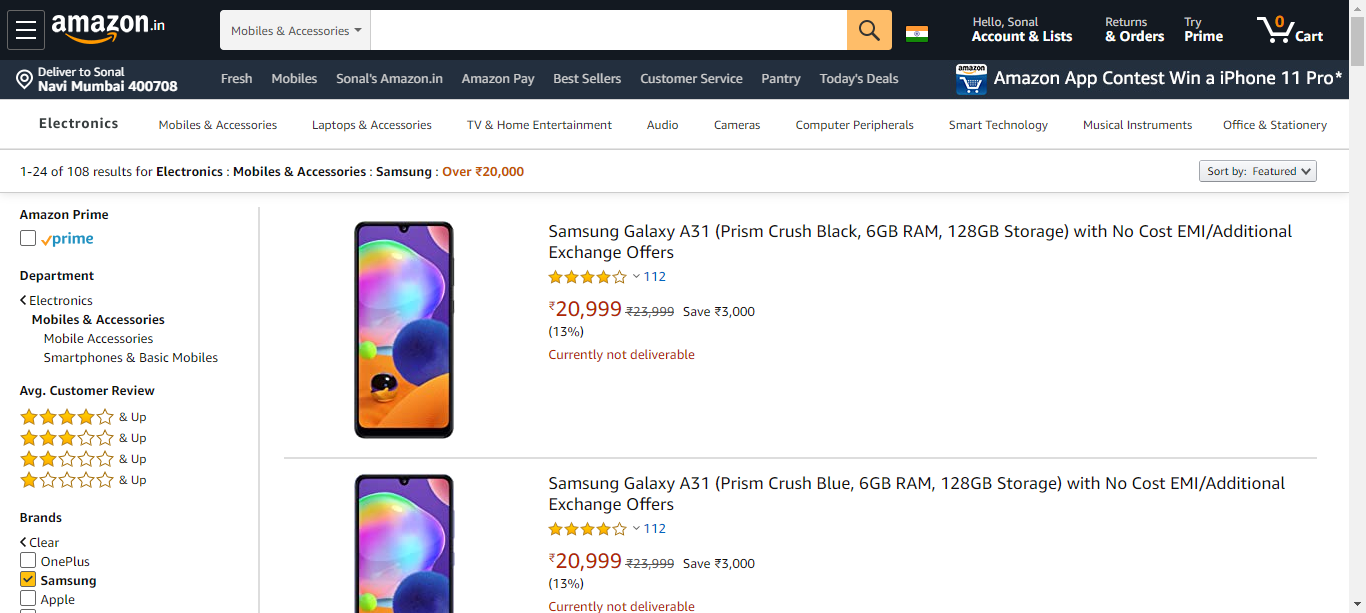 amazon.in
Mobiles & Accessories
Hello, Sonal
Account & Lists
Returns
& Orders
Try
Prime
0
Cart
Deliver to Sonal
Navi Mumbai 400708
Fresh
Mobiles
Sonal's Amazon.in
Amazon Pay
Best Sellers
Customer Service
Pantry
Today's Deals
amazon
Amazon App Contest Win a iPhone 11 Pro*
Electronics
Mobiles & Accessories
Laptops & Accessories
TV & Home Entertainment
Audio
Cameras
Computer Peripherals
Smart Technology
Musical Instruments
Office & Stationery
1-24 of 108 results for Electronics : Mobiles & Accessories : Samsung : Over ₹20,000
Sort by: Featured
Amazon Prime
prime
Department
Electronics
Mobiles & Accessories
Mobile Accessories
Smartphones & Basic Mobiles
Avg. Customer Review
& Up
& Up
& Up
& Up
Brands
Clear
OnePlus
Samsung
Apple
Samsung Galaxy A31 (Prism Crush Black, 6GB RAM, 128GB Storage) with No Cost EMI/Additional
Exchange Offers
112
₹20,999 ₹23,999 Save ₹3,000
(13%)
Currently not deliverable
Samsung Galaxy A31 (Prism Crush Blue, 6GB RAM, 128GB Storage) with No Cost EMI/Additional
Exchange Offers
112
₹20,999 ₹23,999 Save ₹3,000
(13%)
Currently not deliverable